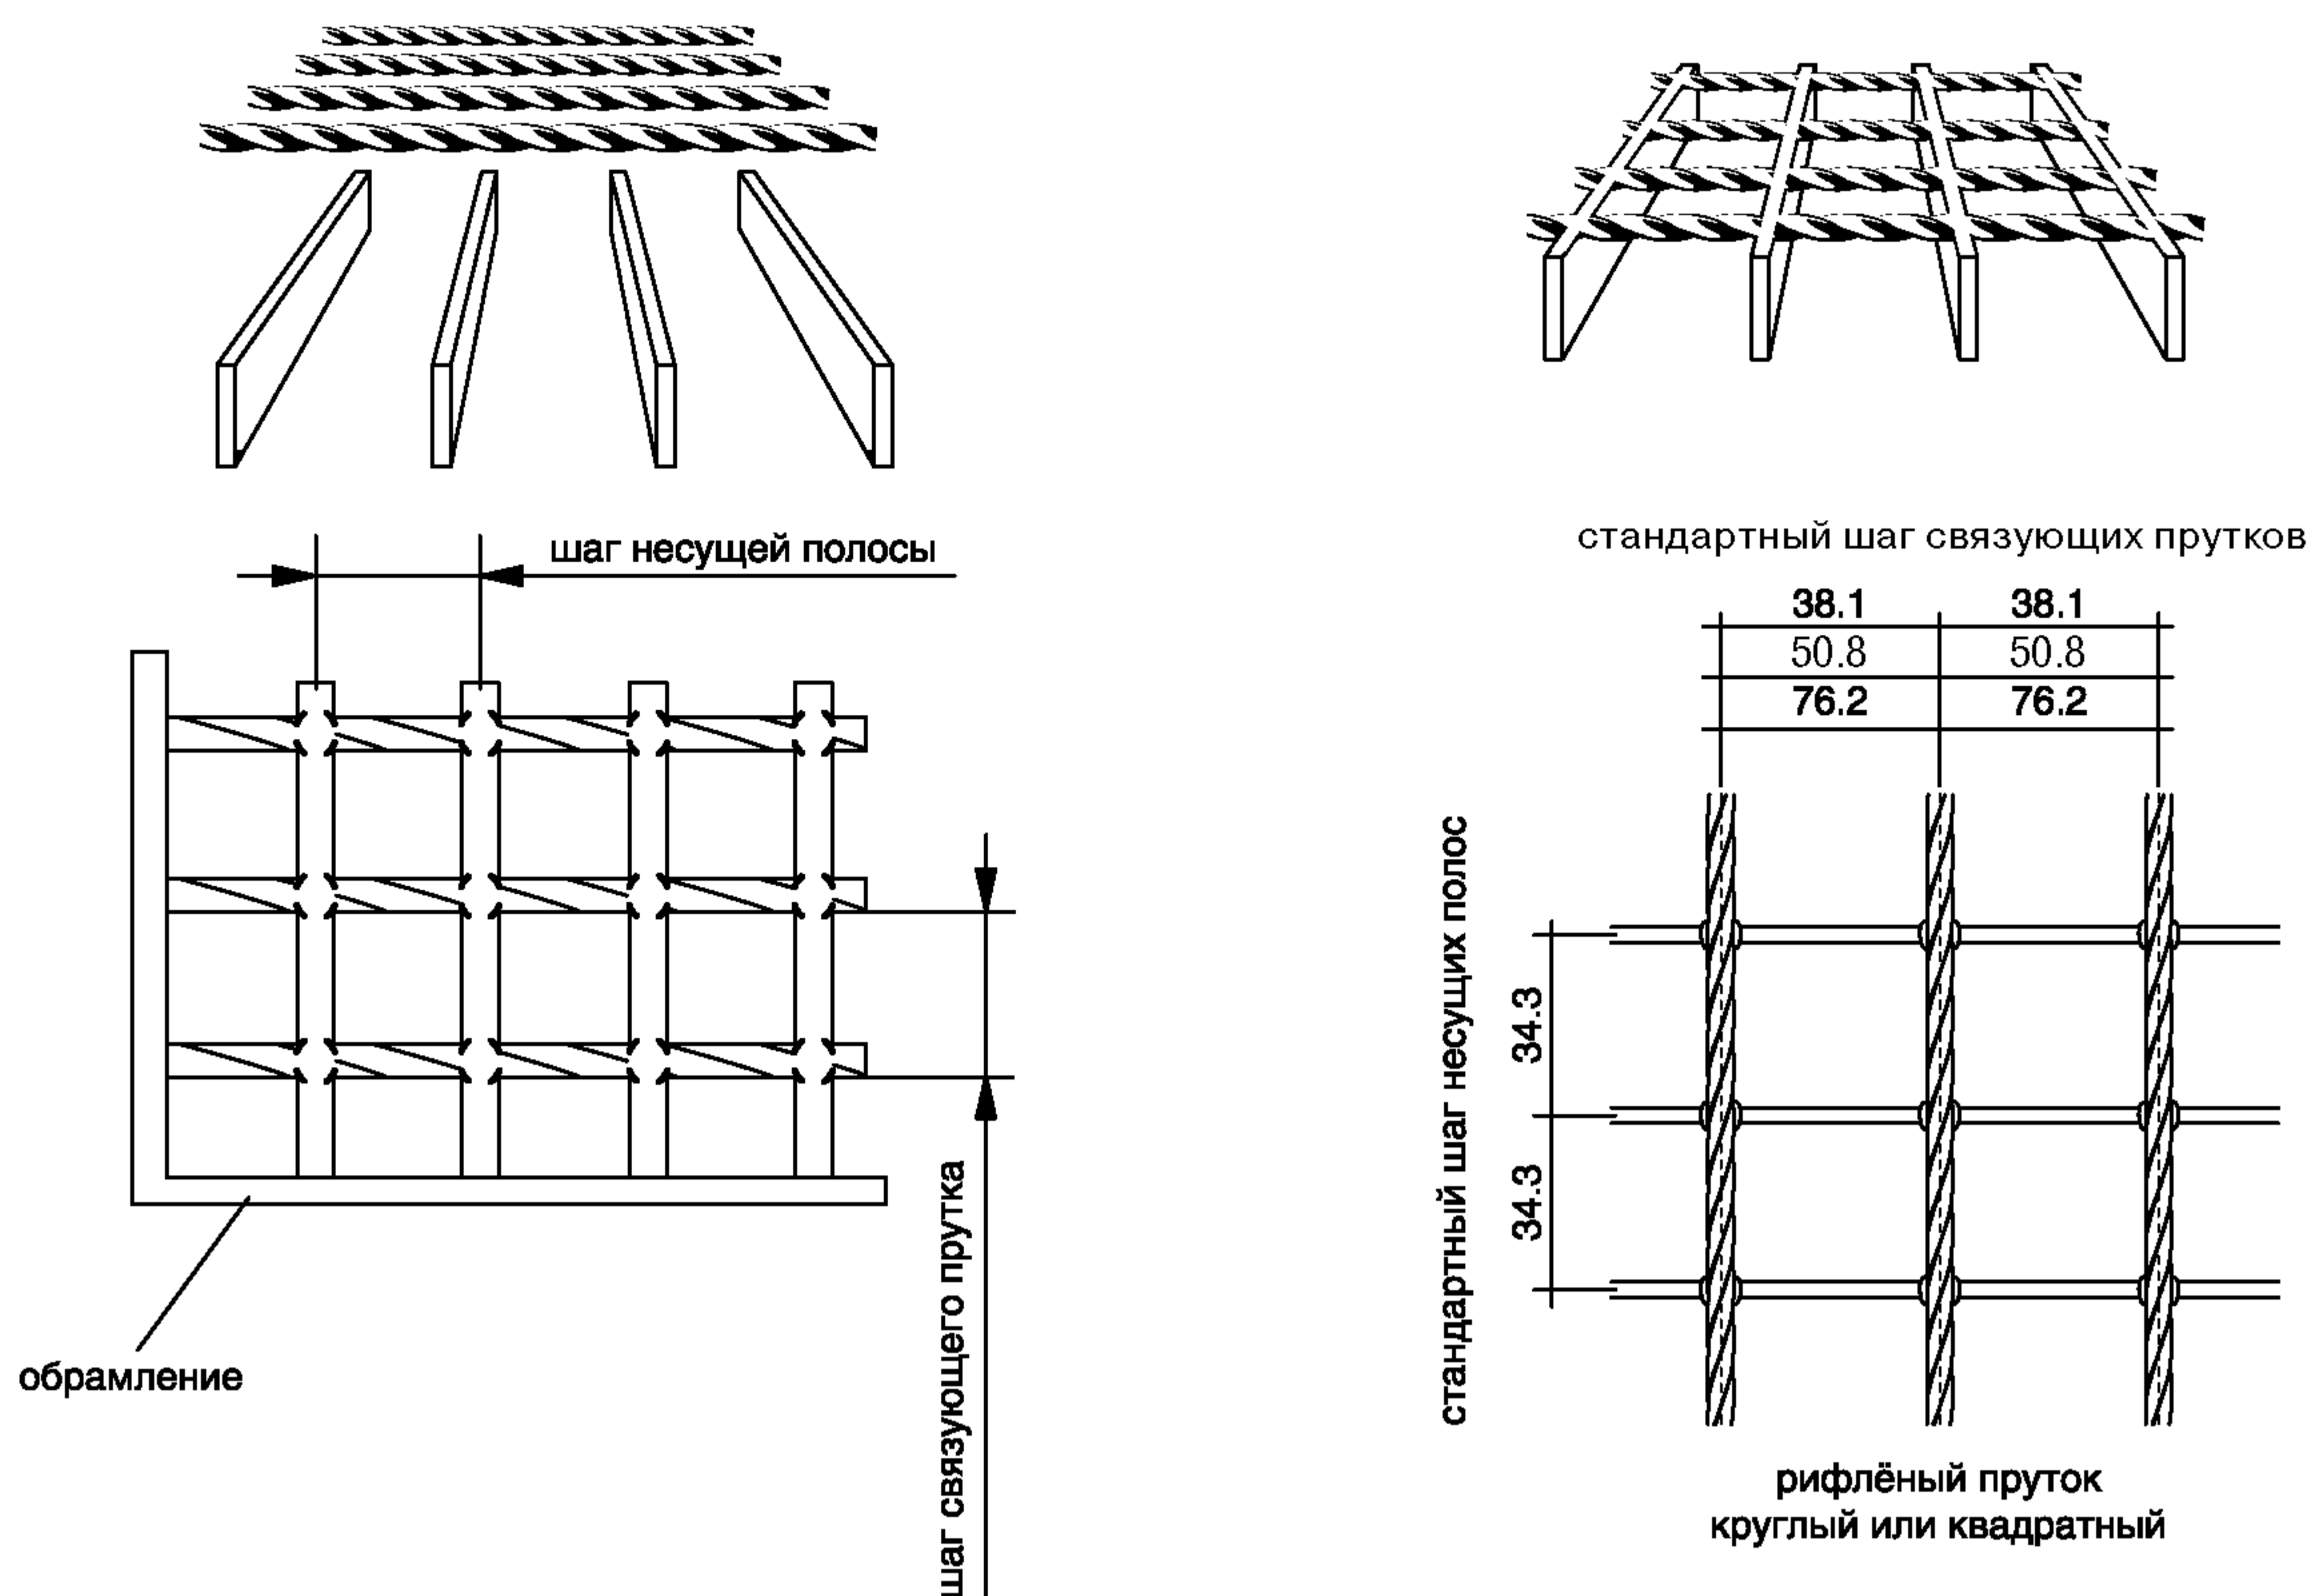 шаг несущей полосы
обрамление
шаг связующего прутка
стандартный шаг связующих прутков
38.1 38.1
50.8 50.8
76.2 76.2
стандартный шаг несущих полос
34.3
34.3
рифлёный пруток
круглый или квадратный